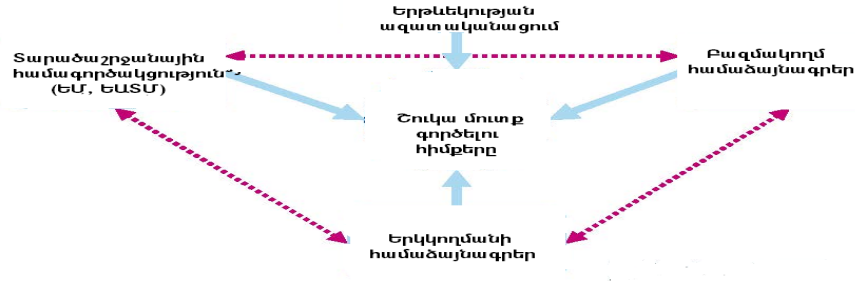 Երթևեկության
ազատականացում
Տարածաշրջանային
համագործակցություն
(ԵՄ, ԵԱՏՄ)
Բազմակողմ
համաձայնագրեր
Շուկա մուտք
գործելու
հիմքերը
Երկկողմանի
համաձայնագրեր